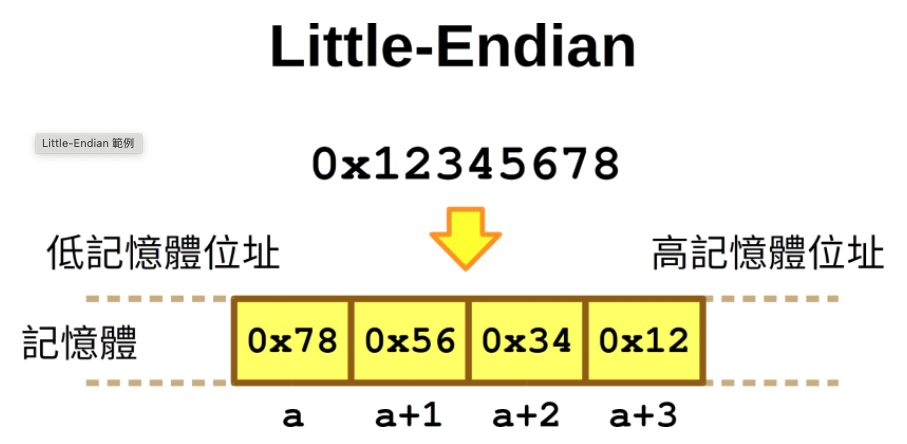 Little-Endian
Little-Endian 範例
0x12345678
低記憶體位址 高記憶體位址
記憶體 0x78 0x56 0x34 0x12
a a+1 a+2 a+3